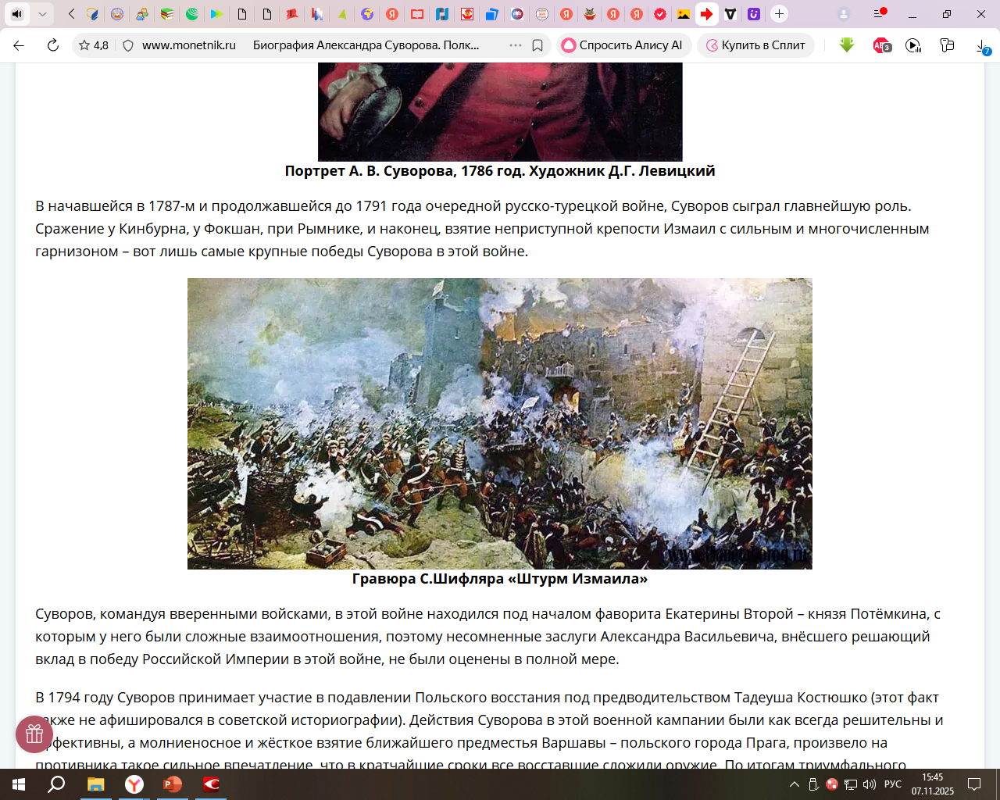 4,8
www.monetnik.ru
Биография Александра Суворова. Полк...
Спросить Алису AI
Купить в Сплит
3
7
Портрет А. В. Суворова, 1786 год. Художник Д.Г. Левицкий
В начавшейся в 1787-м и продолжавшейся до 1791 года очередной русско-турецкой войне, Суворов сыграл главнейшую роль.
Сражение у Кинбурна, у Фокшан, при Рымнике, и наконец, взятие неприступной крепости Измаил с сильным и многочисленным
гарнизоном – вот лишь самые крупные победы Суворова в этой войне.
Гравюра С.Шифляра «Штурм Измаила»
Суворов, командуя вверенными войсками, в этой войне находился под началом фаворита Екатерины Второй – князя Потёмкина, с
которым у него были сложные взаимоотношения, поэтому несомненные заслуги Александра Васильевича, внёсшего решающий
вклад в победу Российской Империи в этой войне, не были оценены в полной мере.
В 1794 году Суворов принимает участие в подавлении Польского восстания под предводительством Тадеуша Костюшко (этот факт
также не афишировался в советской историографии). Действия Суворова в этой военной кампании были как всегда решительны и
эффективны, а молниеносное и жёсткое взятие ближайшего предместья Варшавы – польского города Прага, произвело на
противника такое сильное впечатление, что в кратчайшие сроки все восставшие сложили оружие. По итогам триумфального
РУС
15:45
07.11.2025